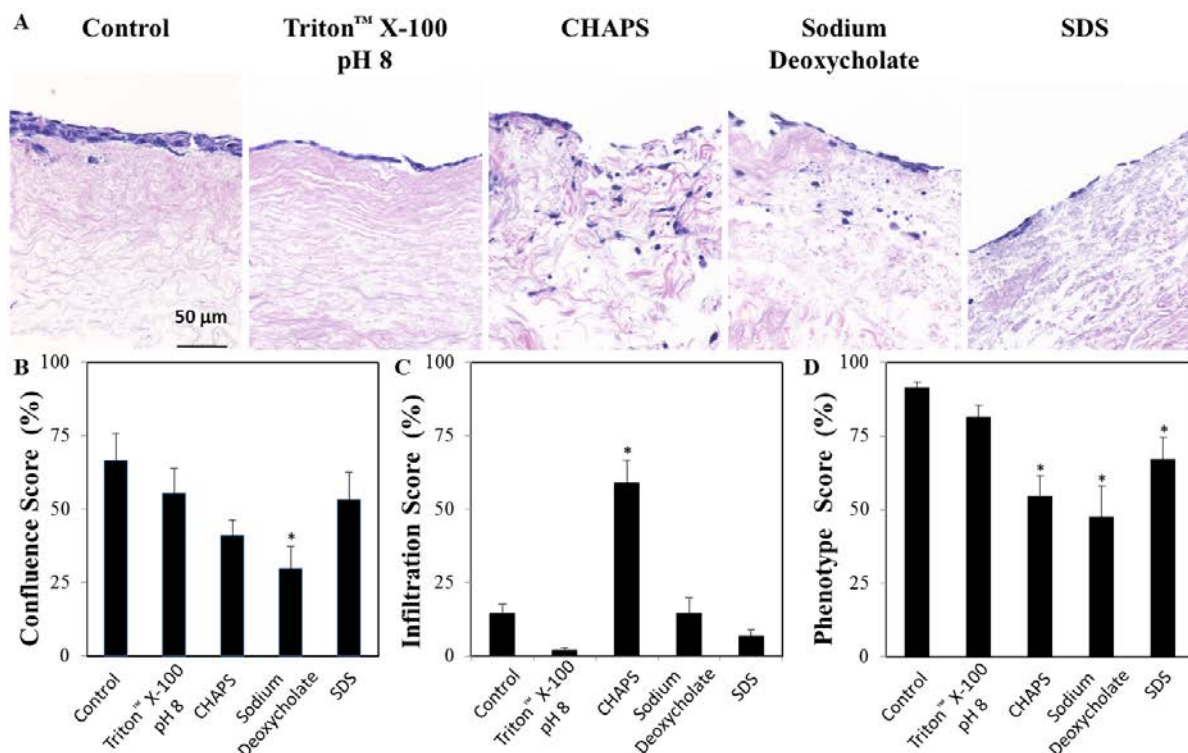 A
Control
Triton™ X-100
pH 8
CHAPS
Sodium
Deoxycholate
SDS
50 µm
B
Confluence Score (%)
100
75
50
25
0
Control
Triton™ X-100
pH 8
CHAPS
Sodium
Deoxycholate
SDS
*
C
Infiltration Score (%)
100
75
50
25
0
Control
Triton™ X-100
pH 8
CHAPS
Sodium
Deoxycholate
SDS
*
D
Phenotype Score (%)
100
75
50
25
0
Control
Triton™ X-100
pH 8
CHAPS
Sodium
Deoxycholate
SDS
*
*
*